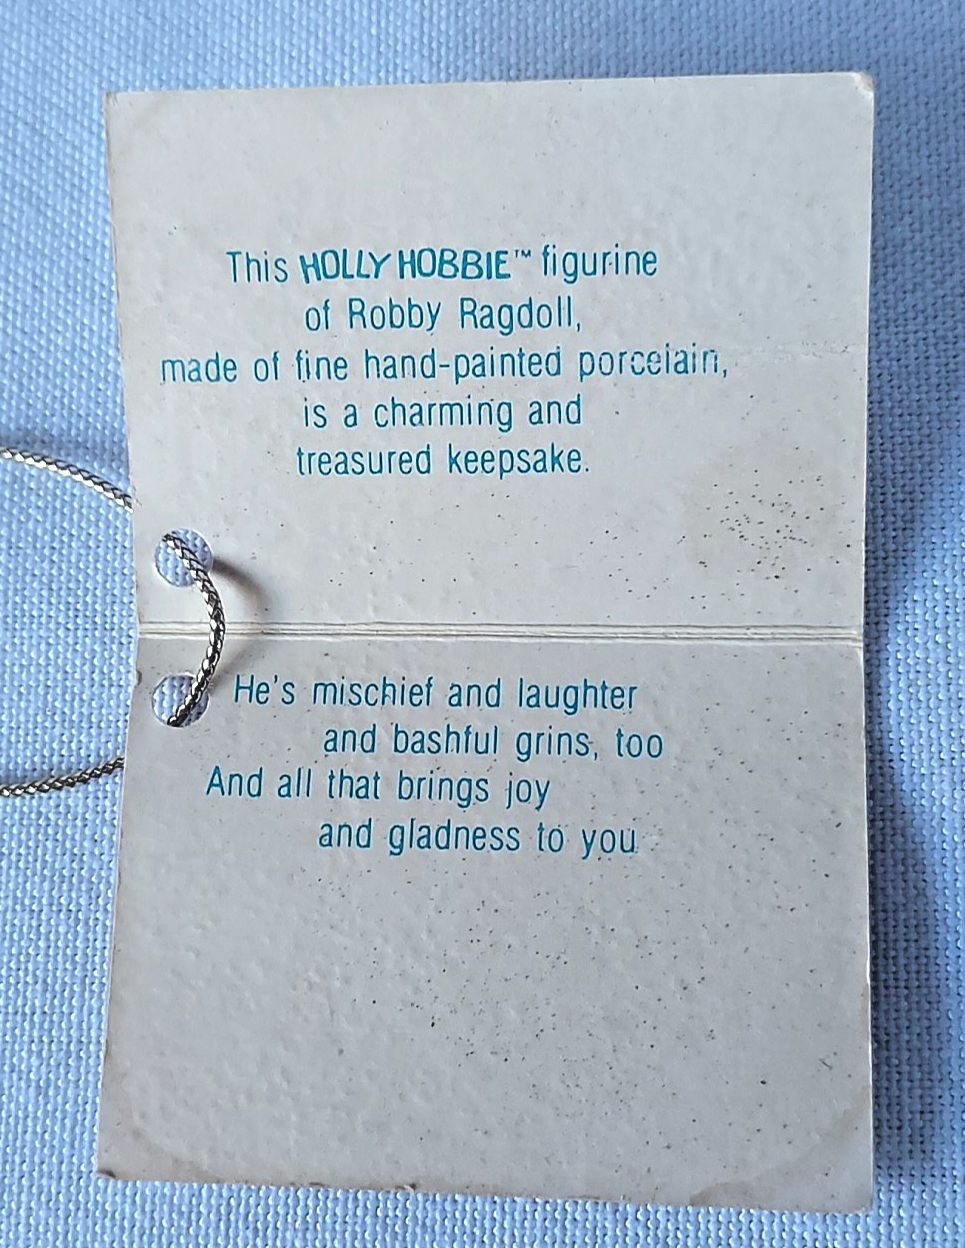 This HOLLY HOBBIE™ figurine
of Robby Ragdoll,
made of fine hand-painted porcelain,
is a charming and
treasured keepsake.
He's mischief and laughter
and bashful grins, too
And all that brings joy
and gladness to you